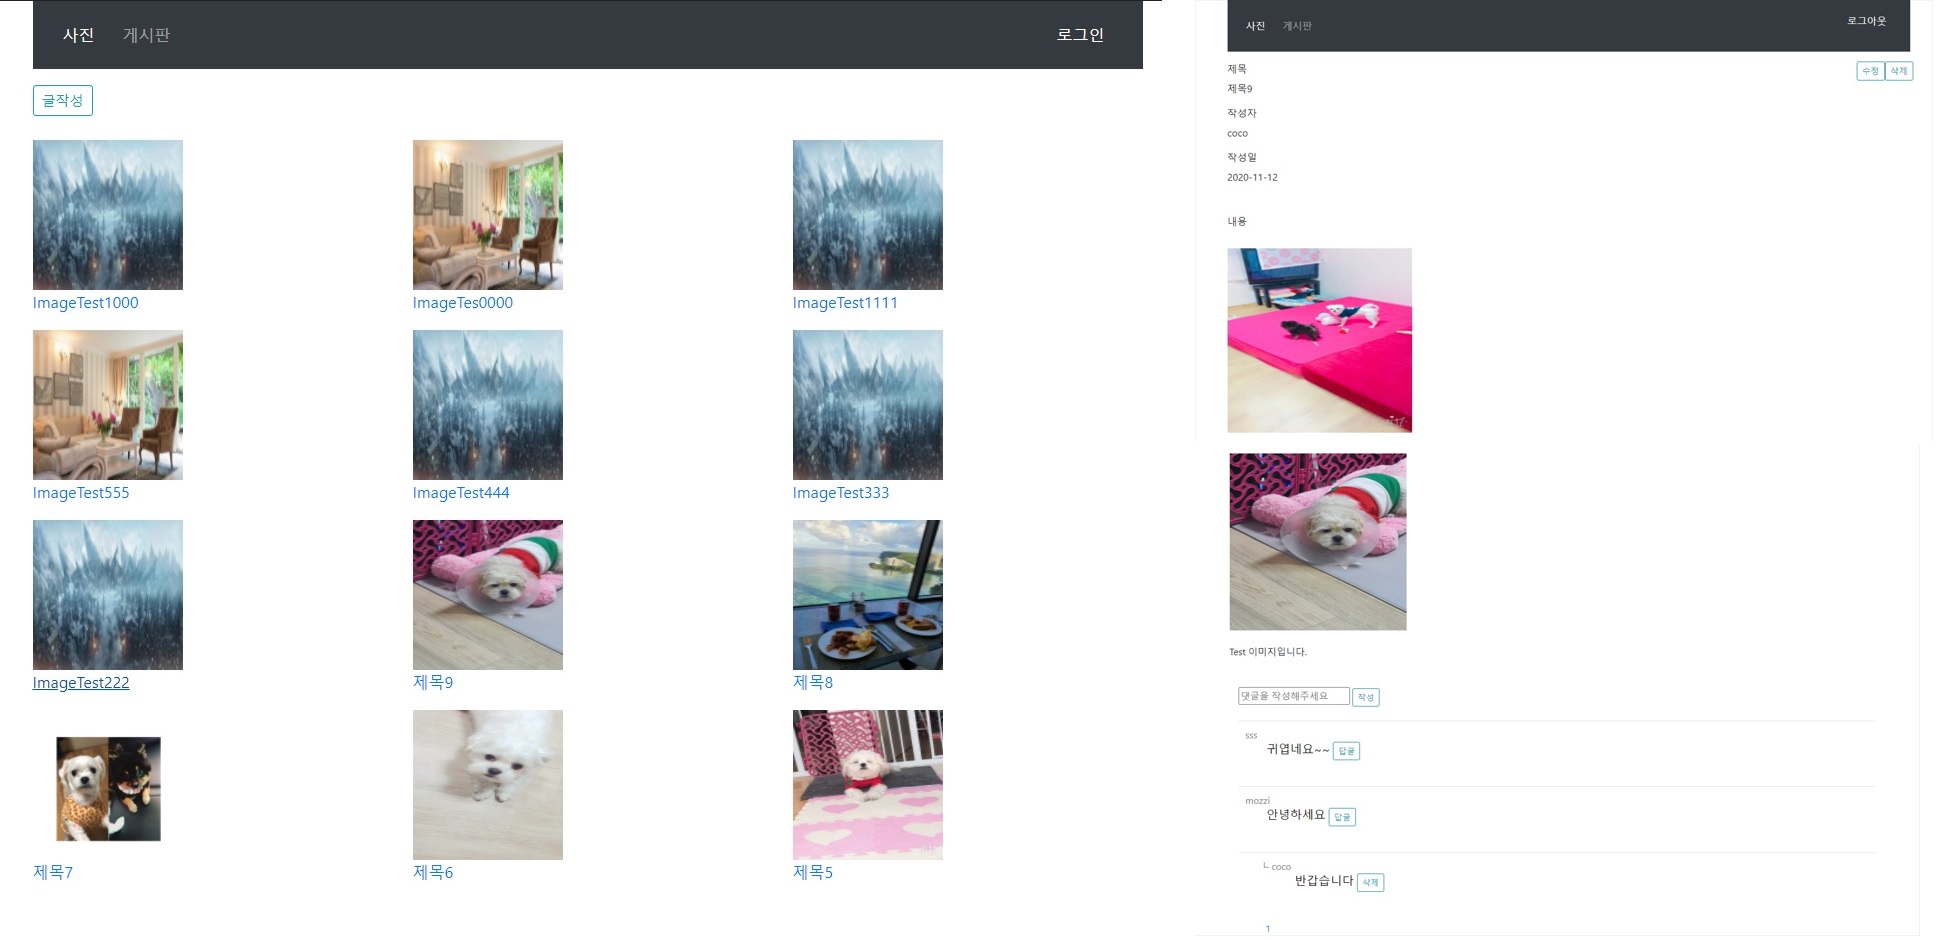 사진 게시판 로그인
글작성
ImageTest1000 ImageTes0000 ImageTest1111
ImageTest555 ImageTest444 ImageTest333
ImageTest222 제목9 제목8
제목7 제목6 제목5
사진 게시판 로그아웃
제목 수정 삭제
제목9
작성자
coco
작성일
2020-11-12
내용
Test 이미지입니다.
댓글을 작성해주세요 작성
sss
귀엽네요~~ 답글
mozzi
안녕하세요 답글
ㄴ coco
반갑습니다 삭제
1